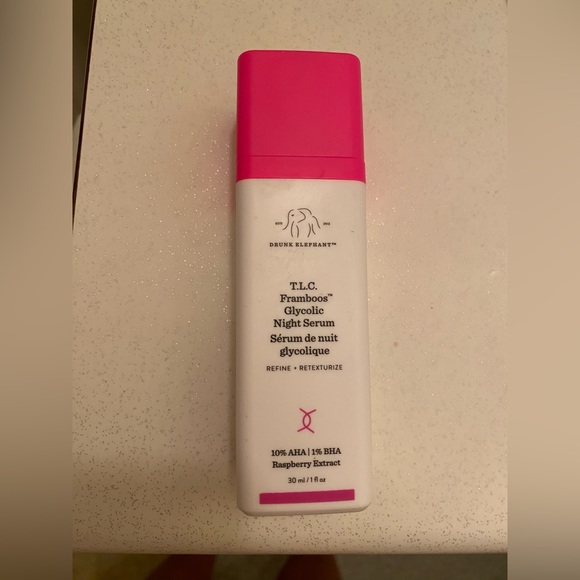 DRUNK ELEPHANT™
T.L.C.
Framboos™
Glycolic
Night Serum
Sérum de nuit
glycolique
REFINE • RETEXTURIZE
10% AHA | 1% BHA
Raspberry Extract
30 ml / 1 fl oz